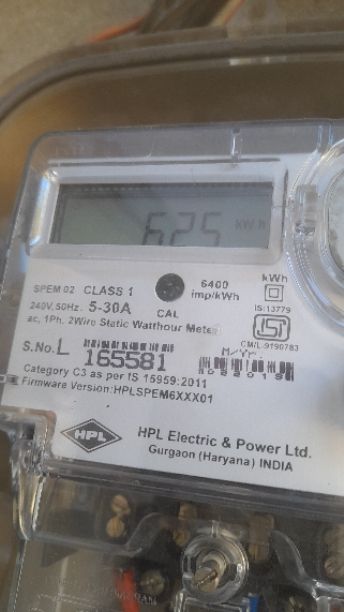 625 kWh
SPEM 02 CLASS 1
6400 imp/kWh
kWh
240V, 50Hz. 5-30A
CAL
IS:13779
ac, 1Ph. 2Wire Static Watthour Meter
ISI
CM/L-9190783
S.No. L 165581
M/Yr
Category C3 as per IS 15959:2011
Firmware Version:HPLSPEM6XXX01
HPL
HPL Electric & Power Ltd.
Gurgaon (Haryana) INDIA